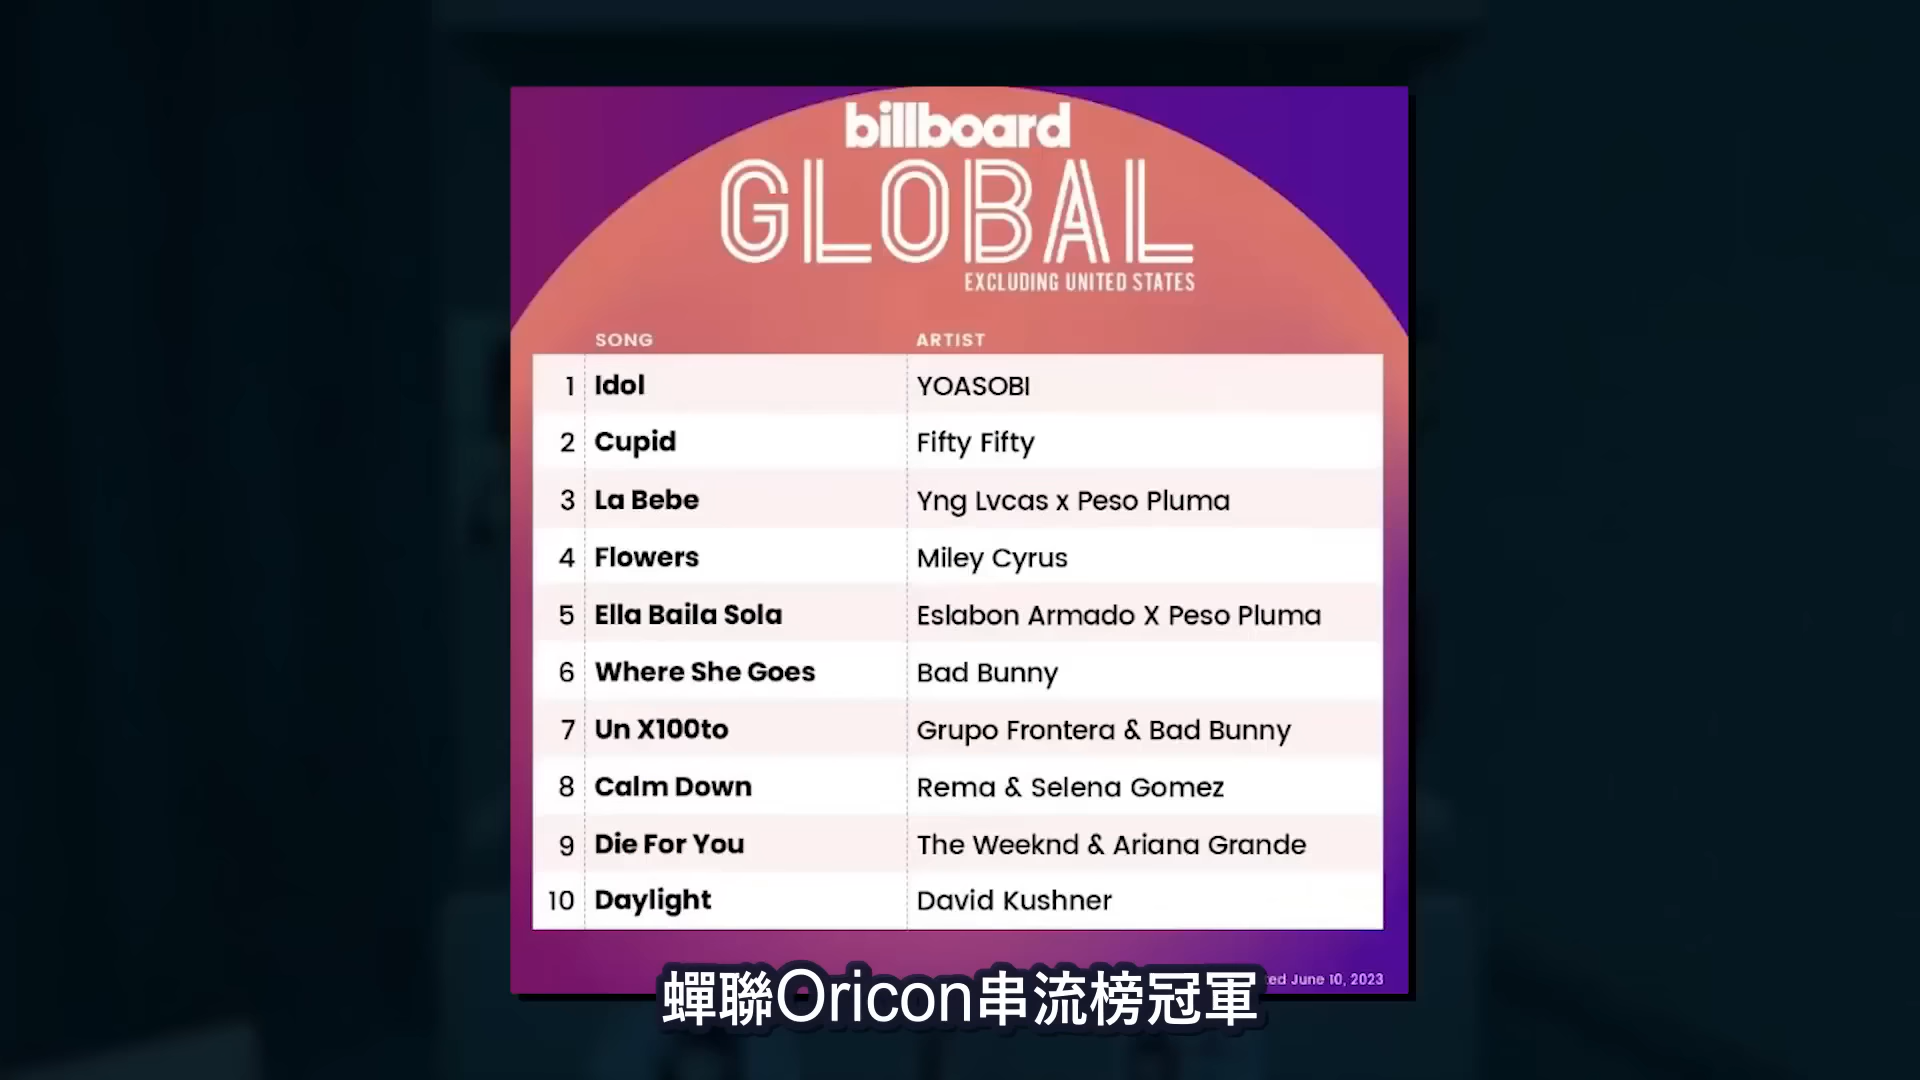 billboard
GLOBAL
EXCLUDING UNITED STATES
SONG ARTIST
1 Idol YOASOBI
2 Cupid Fifty Fifty
3 La Bebe Yng Lvcas x Peso Pluma
4 Flowers Miley Cyrus
5 Ella Baila Sola Eslabon Armado X Peso Pluma
6 Where She Goes Bad Bunny
7 Un X100to Grupo Frontera & Bad Bunny
8 Calm Down Rema & Selena Gomez
9 Die For You The Weeknd & Ariana Grande
10 Daylight David Kushner
June 10, 2023
蟬聯Oricon串流榜冠軍